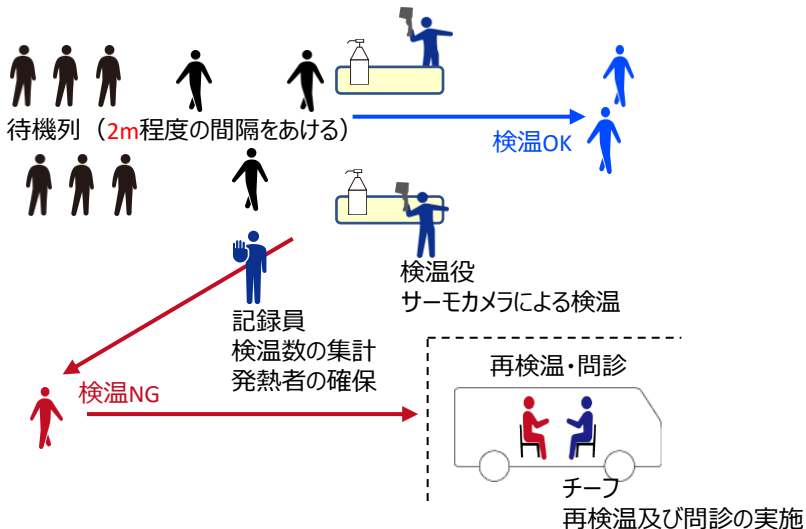 待機列（2m程度の間隔をあける）
検温OK
検温役
サーモカメラによる検温
記録員
検温数の集計
発熱者の確保
検温NG
再検温・問診
チーフ
再検温及び問診の実施